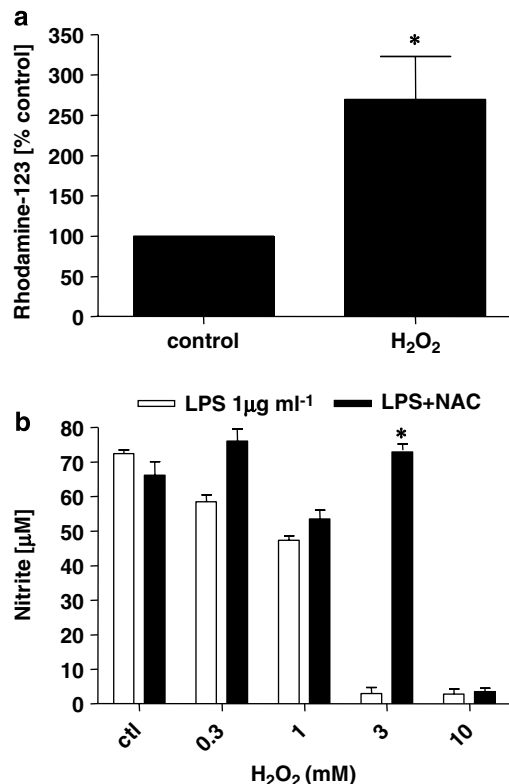 a
Rhodamine-123 [% control]
350
300
250
200
150
100
50
0
*
control
H₂O₂
b
LPS 1μg ml⁻¹
LPS+NAC
Nitrite [μM]
80
70
60
50
40
30
20
10
0
*
ctl
0.3
1
3
10
H₂O₂ (mM)